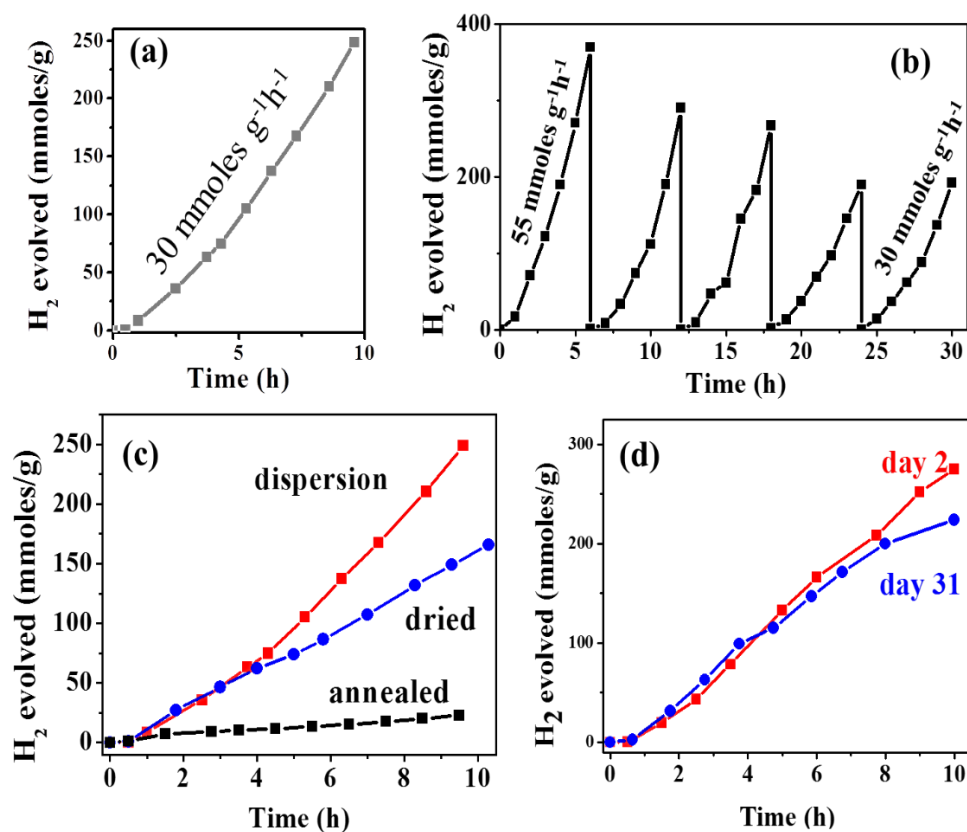 (a)
30 mmoles g⁻¹h⁻¹
H₂ evolved (mmoles/g)
250
200
150
100
50
0
0
5
10
Time (h)
(b)
55 mmoles g⁻¹h⁻¹
30 mmoles g⁻¹h⁻¹
H₂ evolved (mmoles/g)
400
200
0
0
5
10
15
20
25
30
Time (h)
(c)
dispersion
dried
annealed
H₂ evolved (mmoles/g)
250
200
150
100
50
0
0
2
4
6
8
10
Time (h)
(d)
day 2
day 31
H₂ evolved (mmoles/g)
300
200
100
0
0
2
4
6
8
10
Time (h)